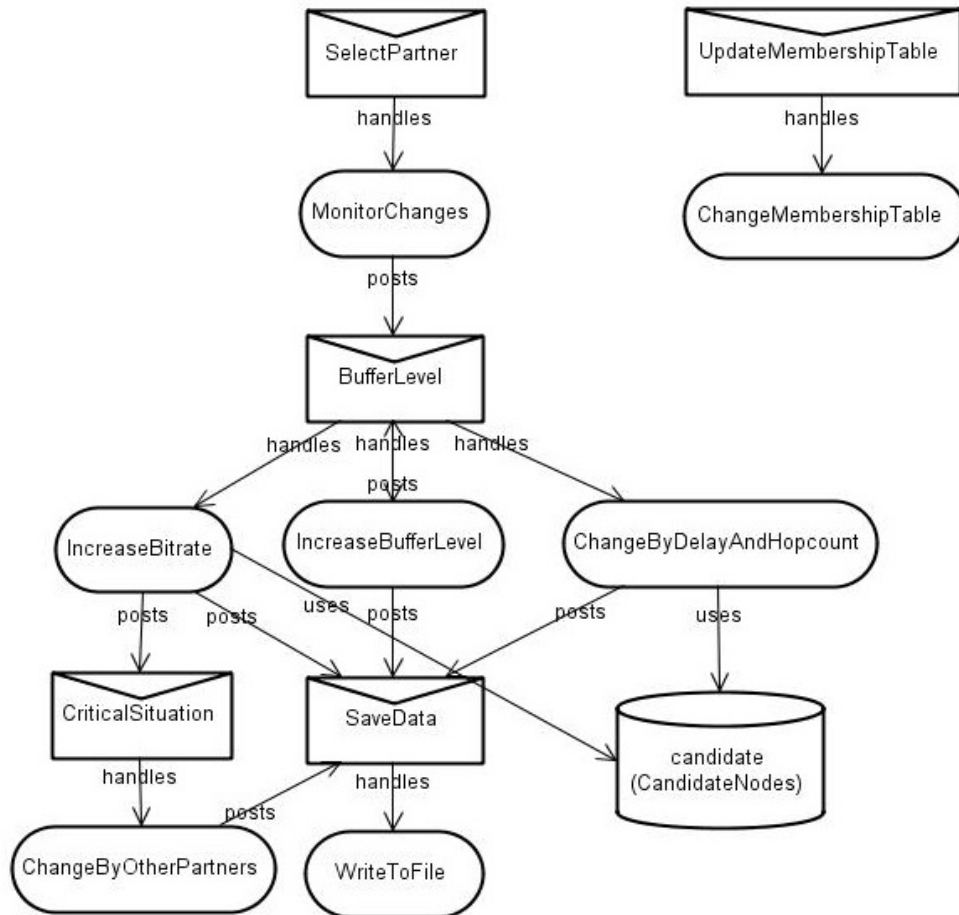 SelectPartner
UpdateMembershipTable
handles
handles
MonitorChanges
ChangeMembershipTable
posts
BufferLevel
handles
handles
handles
posts
IncreaseBitrate
IncreaseBufferLevel
ChangeByDelayAndHopcount
posts
posts
uses
posts
posts
uses
CriticalSituation
SaveData
candidate
(CandidateNodes)
handles
handles
posts
ChangeByOtherPartners
WriteToFile